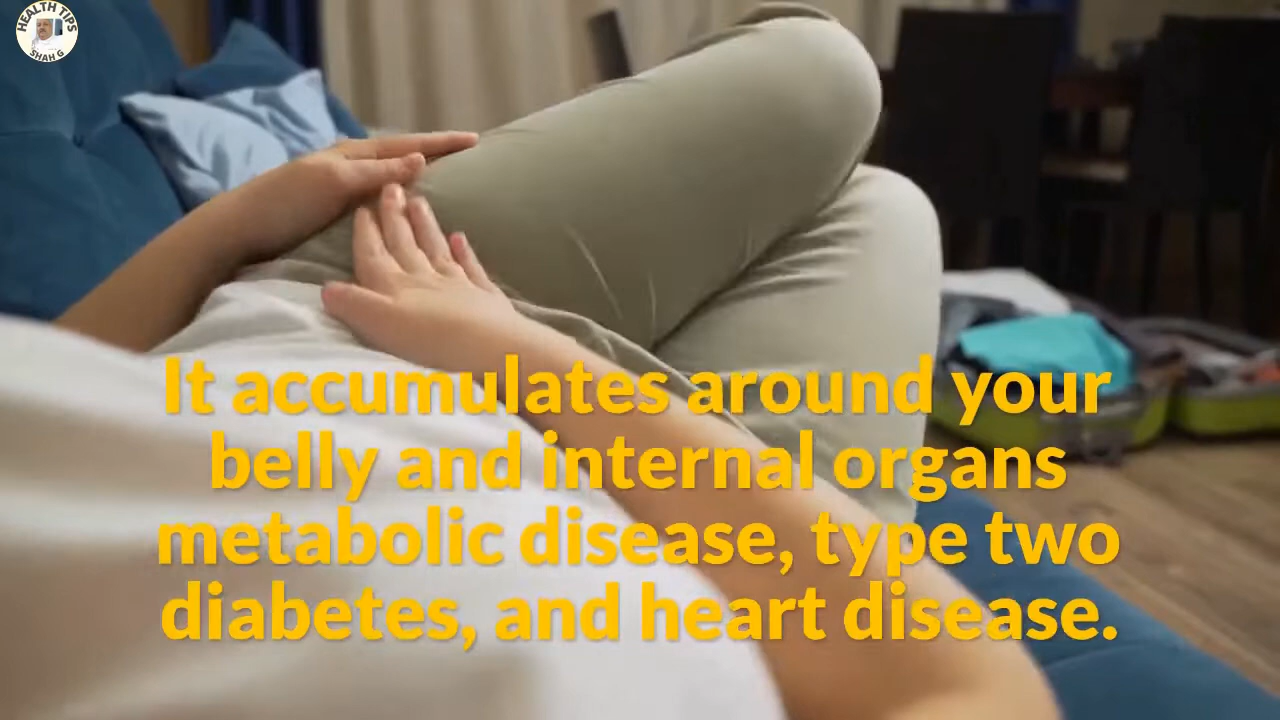 HEALTH TIPS
SHAH G
It accumulates around your
belly and internal organs
metabolic disease, type two
diabetes, and heart disease.